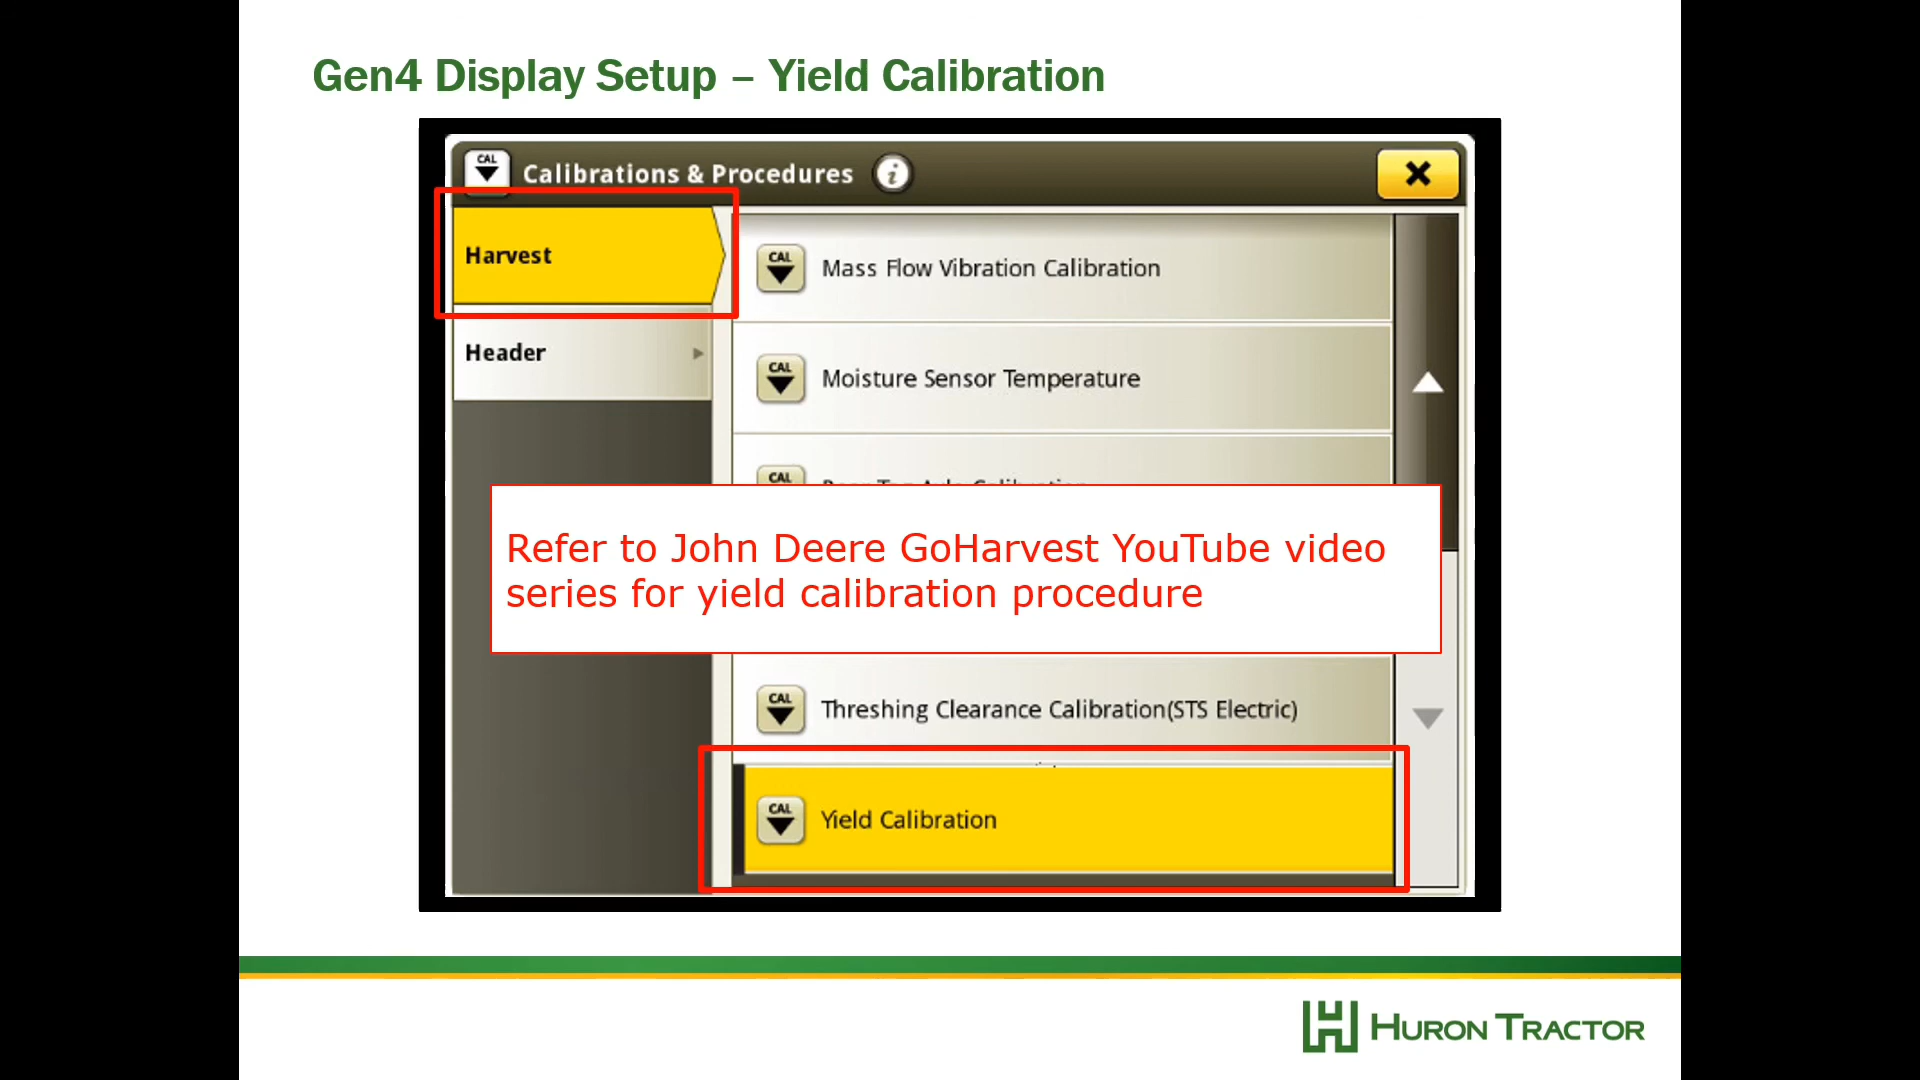 Gen4 Display Setup – Yield Calibration
CAL
Calibrations & Procedures
i
Harvest
Header
CAL
Mass Flow Vibration Calibration
CAL
Moisture Sensor Temperature
CAL
Refer to John Deere GoHarvest YouTube video
series for yield calibration procedure
CAL
Threshing Clearance Calibration(STS Electric)
CAL
Yield Calibration
HURON TRACTOR